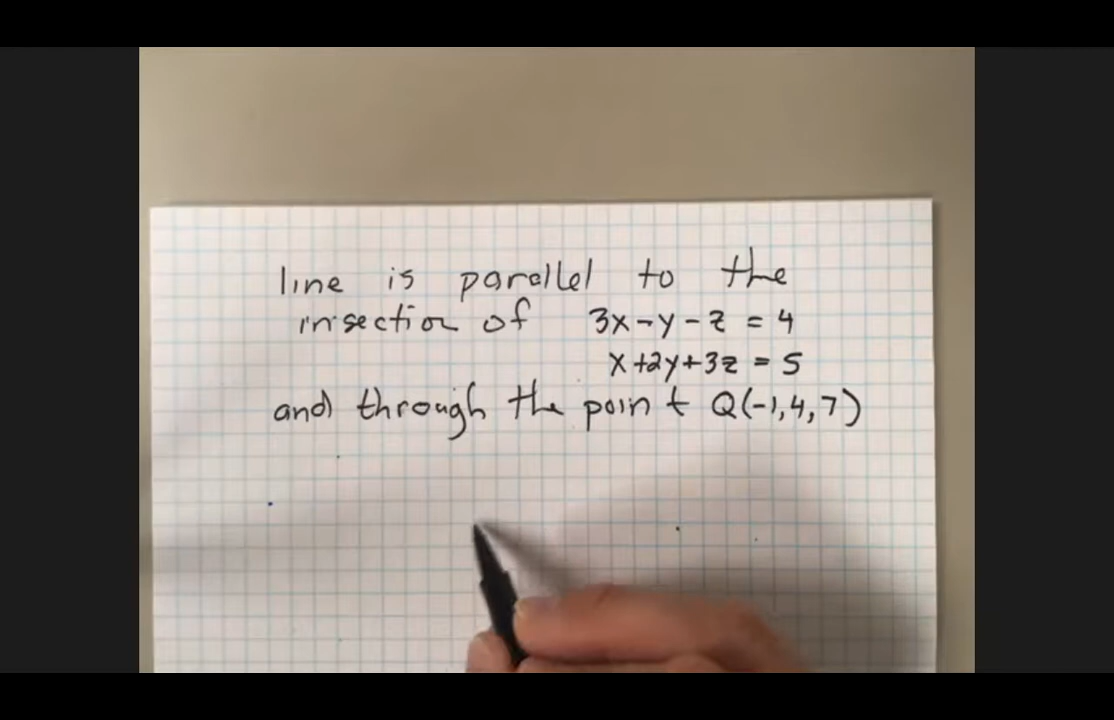 line is parallel to the
insection of 3x-y-z = 4
x+2y+3z = 5
and through the point Q(-1,4,7)